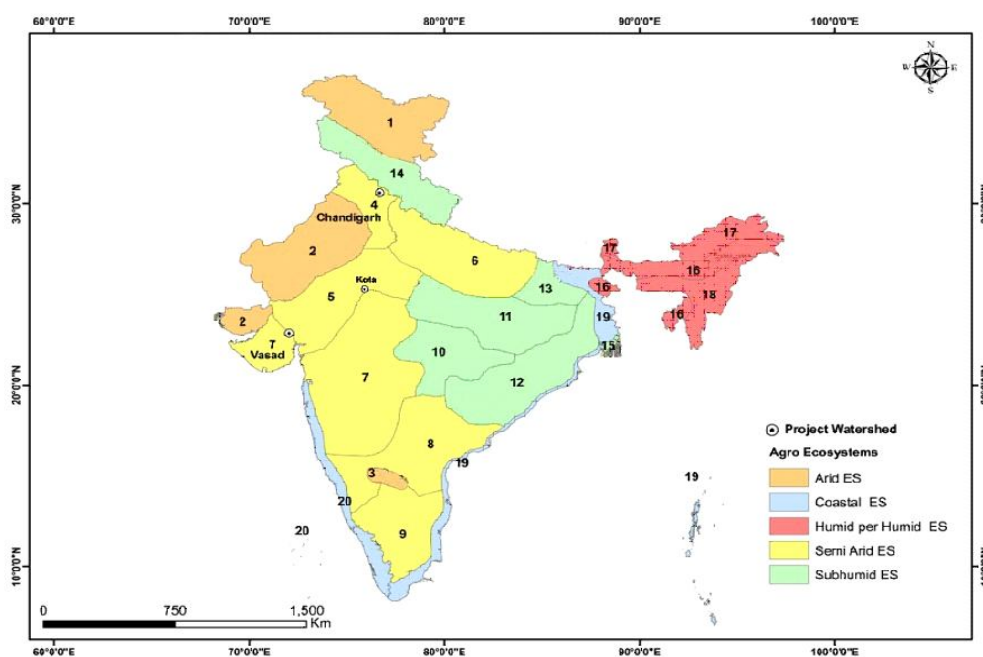 60°0'0"E 70°0'0"E 80°0'0"E 90°0'0"E 100°0'0"E
N
W E
S
1
14
30°0'0"N
4
Chandigarh
17
17
2
6
16
Kota
13
16
18
5
2
11
19
16
7
Vasad
15
10
20°0'0"N
7
12
8
Project Watershed
19
Agro Ecosystems
3
19
Arid ES
20
Coastal ES
20
9
Humid per Humid ES
Semi Arid ES
10°0'0"N
Subhumid ES
0 750 1,500
Km
60°0'0"E 70°0'0"E 80°0'0"E 90°0'0"E 100°0'0"E